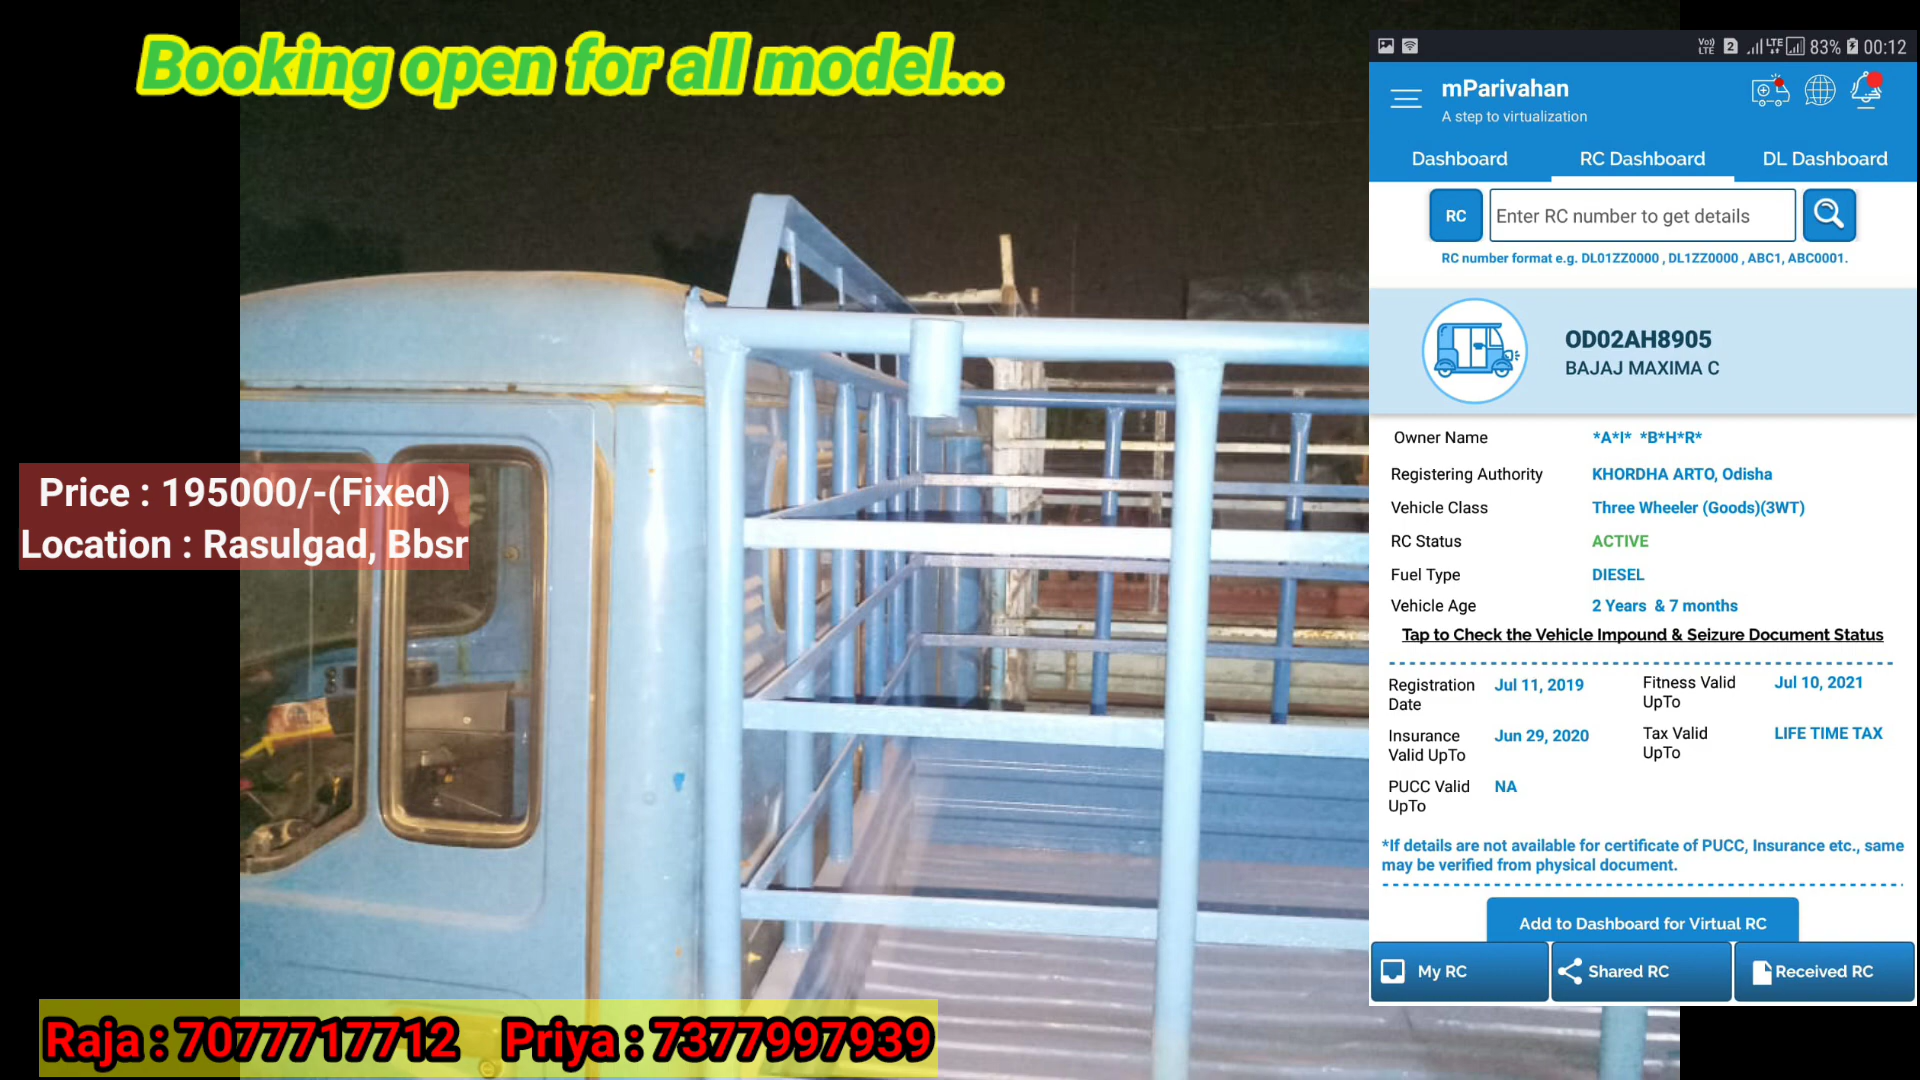 Booking open for all model...
Price : 195000/-(Fixed)
Location : Rasulgad, Bbsr
Raja : 7077717712 Priya : 7377997939
Vo)) LTE 2 LTE 83% 00:12
mParivahan
A step to virtualization
Dashboard RC Dashboard DL Dashboard
RC Enter RC number to get details
RC number format e.g. DL01ZZ0000 , DL1ZZ0000 , ABC1, ABC0001.
OD02AH8905
BAJAJ MAXIMA C
Owner Name *A*I* *B*H*R*
Registering Authority KHORDHA ARTO, Odisha
Vehicle Class Three Wheeler (Goods)(3WT)
RC Status ACTIVE
Fuel Type DIESEL
Vehicle Age 2 Years & 7 months
Tap to Check the Vehicle Impound & Seizure Document Status
Registration Date Jul 11, 2019 Fitness Valid UpTo Jul 10, 2021
Insurance Valid UpTo Jun 29, 2020 Tax Valid UpTo LIFE TIME TAX
PUCC Valid UpTo NA
*If details are not available for certificate of PUCC, Insurance etc., same
may be verified from physical document.
Add to Dashboard for Virtual RC
My RC Shared RC Received RC